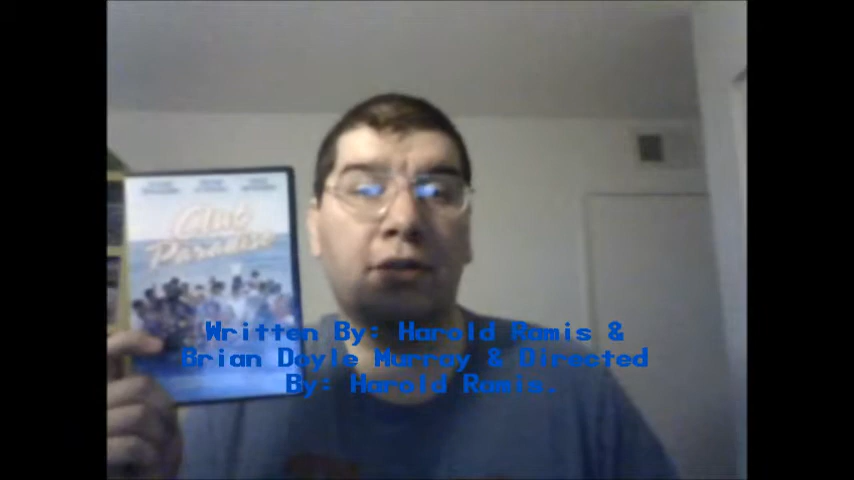 Club
Paradise
Written By: Harold Ramis &
Brian Doyle Murray & Directed
By: Harold Ramis.